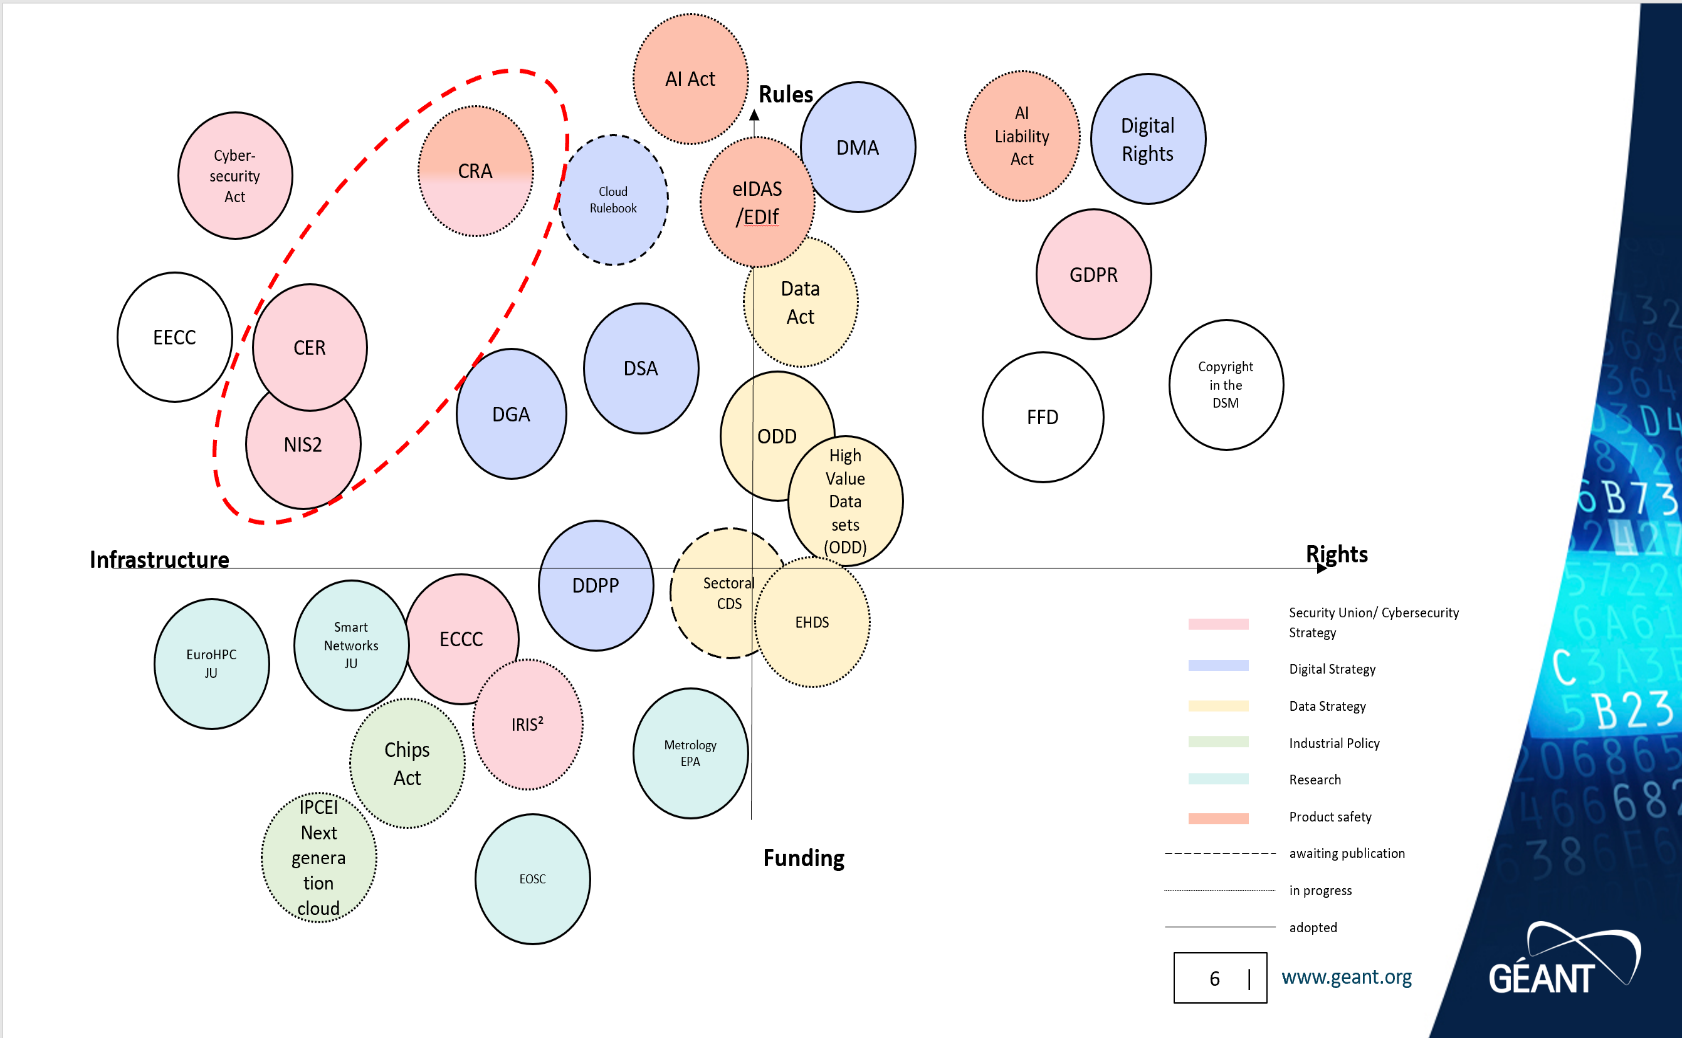 AI Act
Rules
Cyber-
security
Act
CRA
Cloud
Rulebook
eIDAS
/EDIf
DMA
AI
Liability
Act
Digital
Rights
GDPR
EECC
CER
NIS2
DGA
DSA
Data
Act
ODD
High
Value
Data
sets
(ODD)
FFD
Copyright
in the
DSM
Infrastructure
Rights
DDPP
Sectoral
CDS
EHDS
EuroHPC
JU
Smart
Networks
JU
ECCC
IRIS²
Chips
Act
Metrology
EPA
IPCEI
Next
genera
tion
cloud
EOSC
Funding
Security Union/ Cybersecurity
Strategy
Digital Strategy
Data Strategy
Industrial Policy
Research
Product safety
awaiting publication
in progress
adopted
6 |
www.geant.org
GÉANT